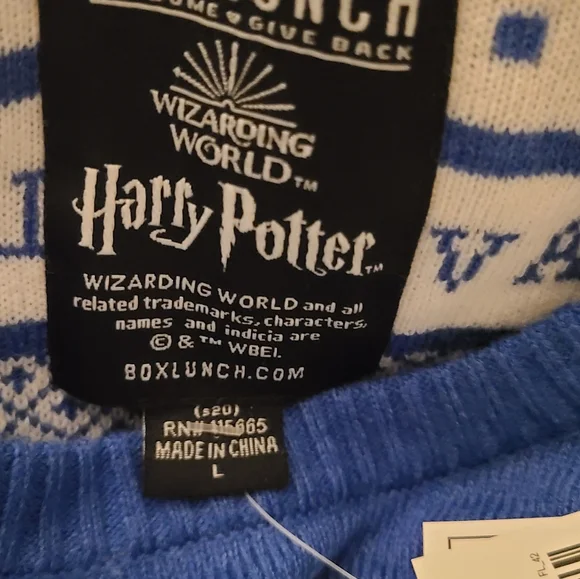 GIVE BACK
WIZARDING
WORLD™
Harry Potter™
WIZARDING WORLD and all
related trademarks, characters,
names and indicia are
© & ™ WBEI.
BOXLUNCH.COM
(s20)
RN# 115665
MADE IN CHINA
L